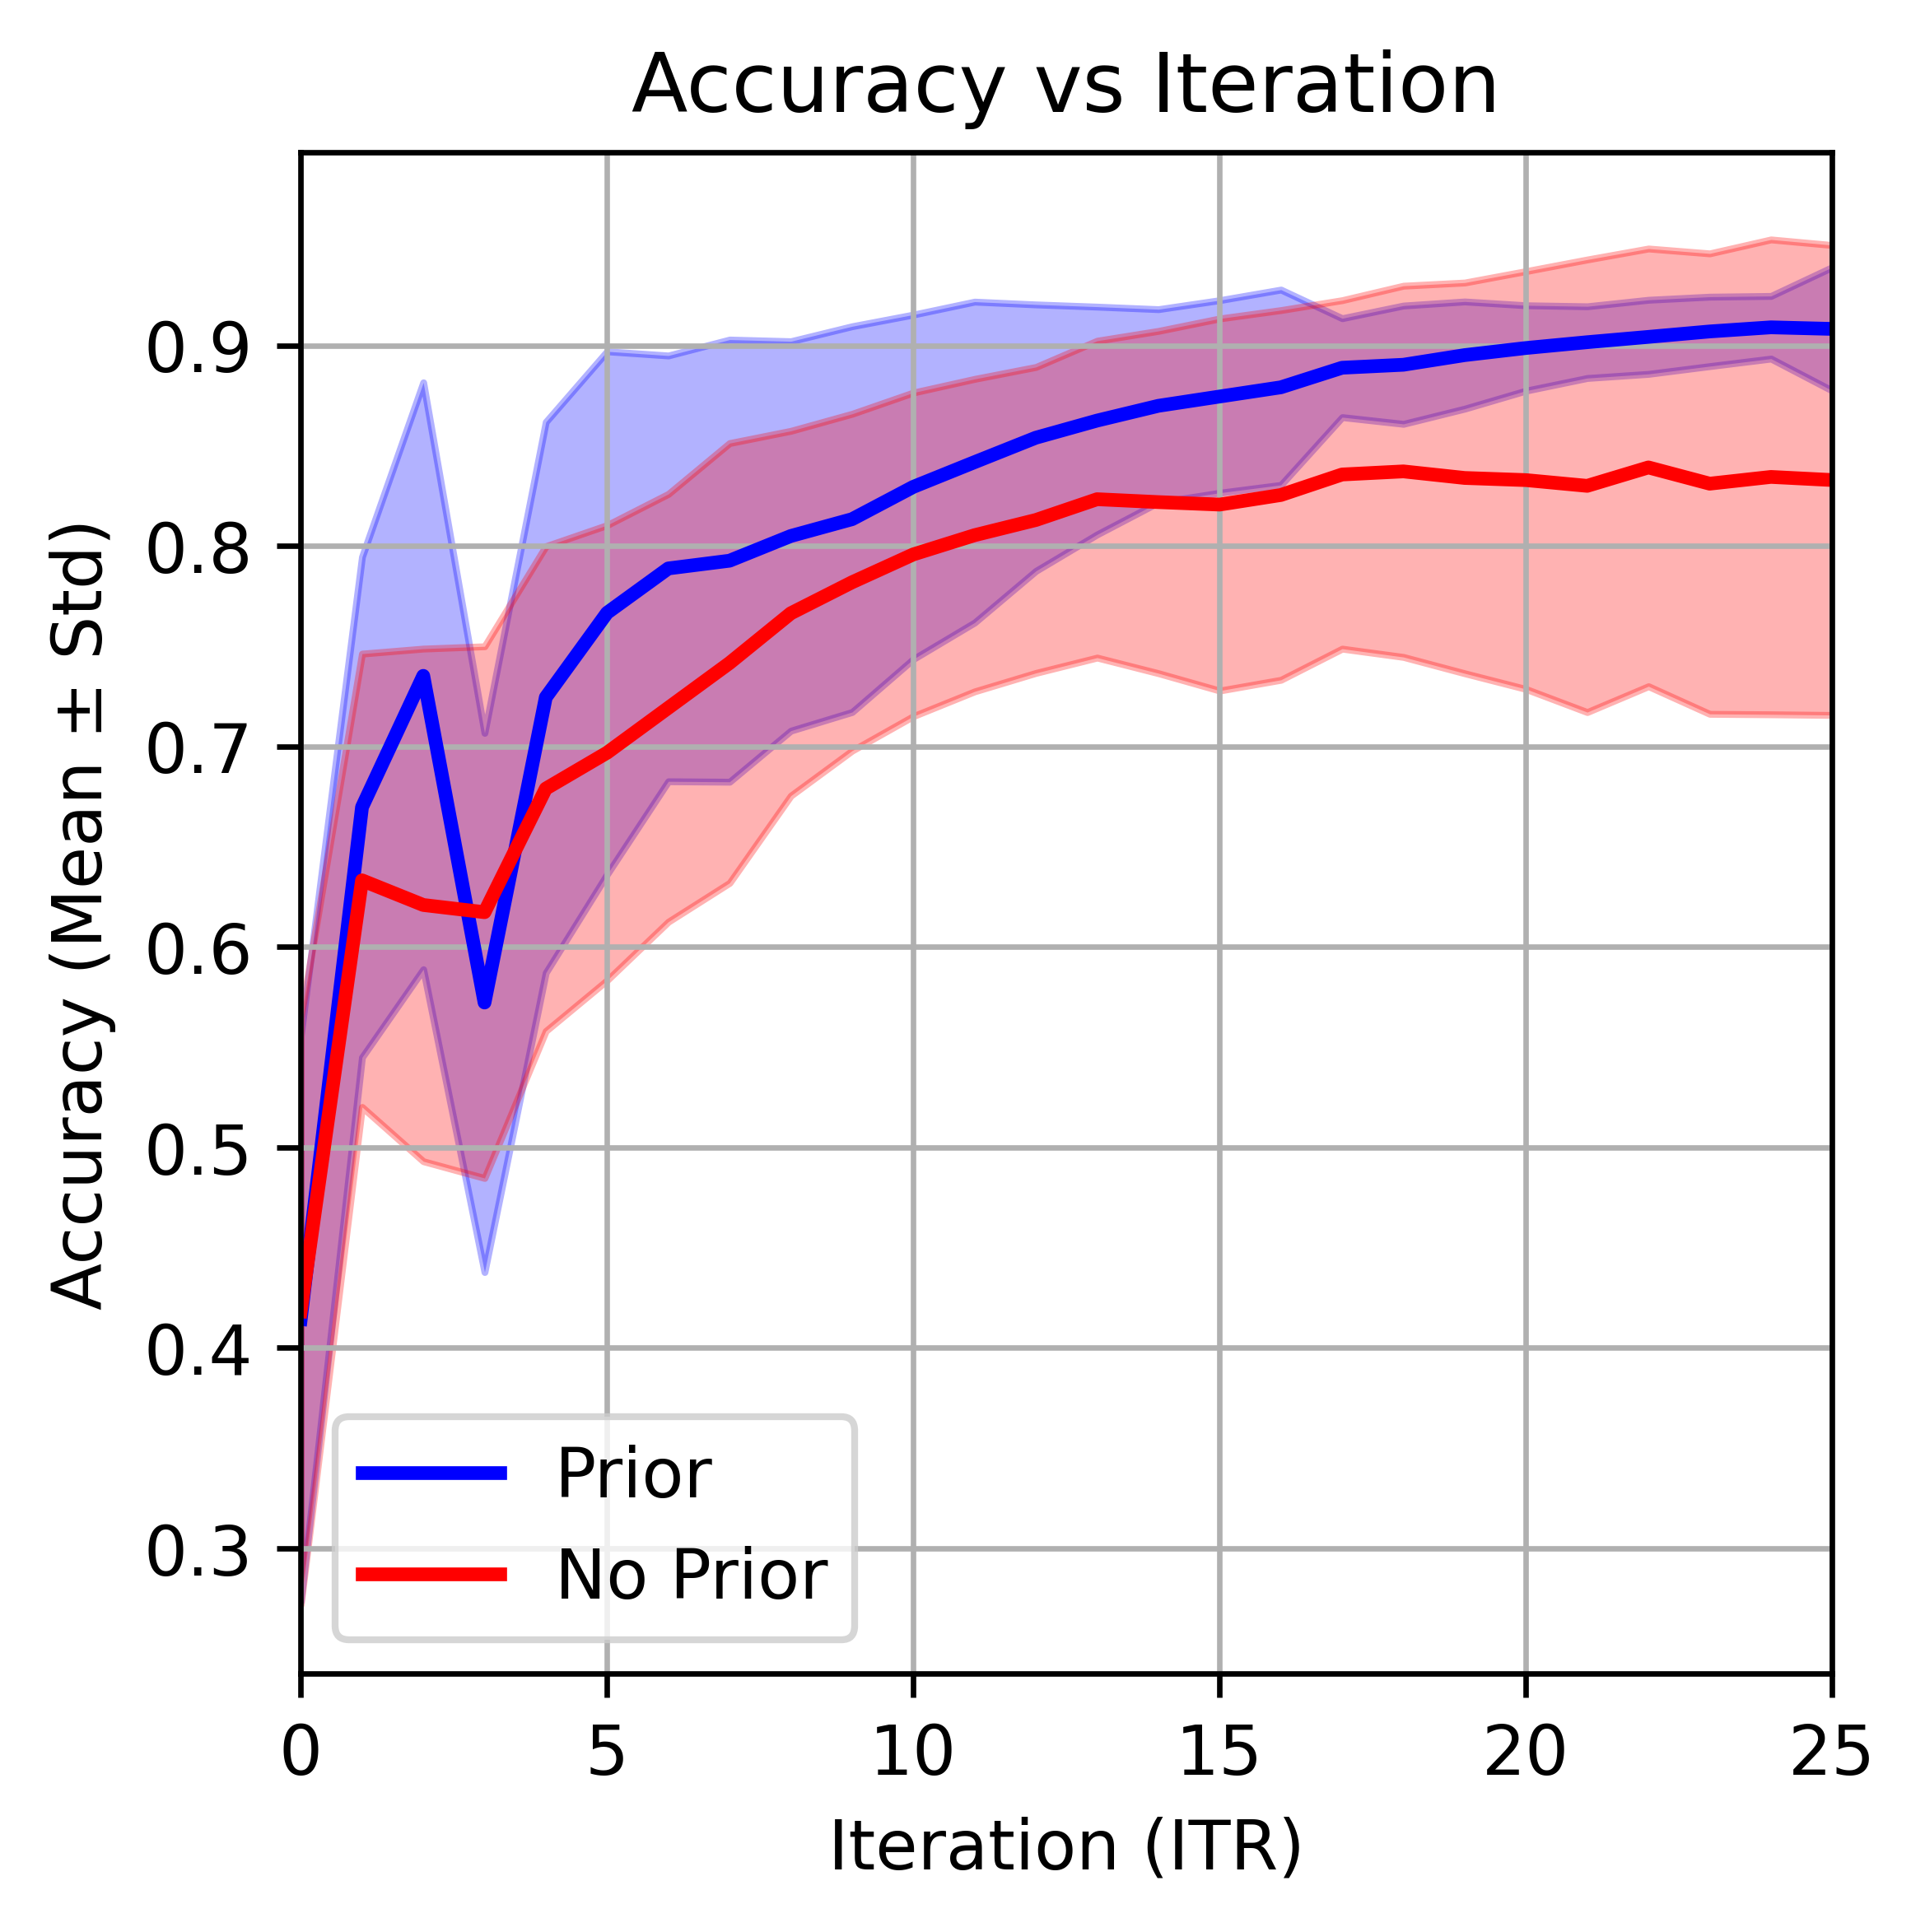 Accuracy vs Iteration
Accuracy (Mean ± Std)
0.9
0.8
0.7
0.6
0.5
0.4
0.3
Prior
No Prior
0 5 10 15 20 25
Iteration (ITR)